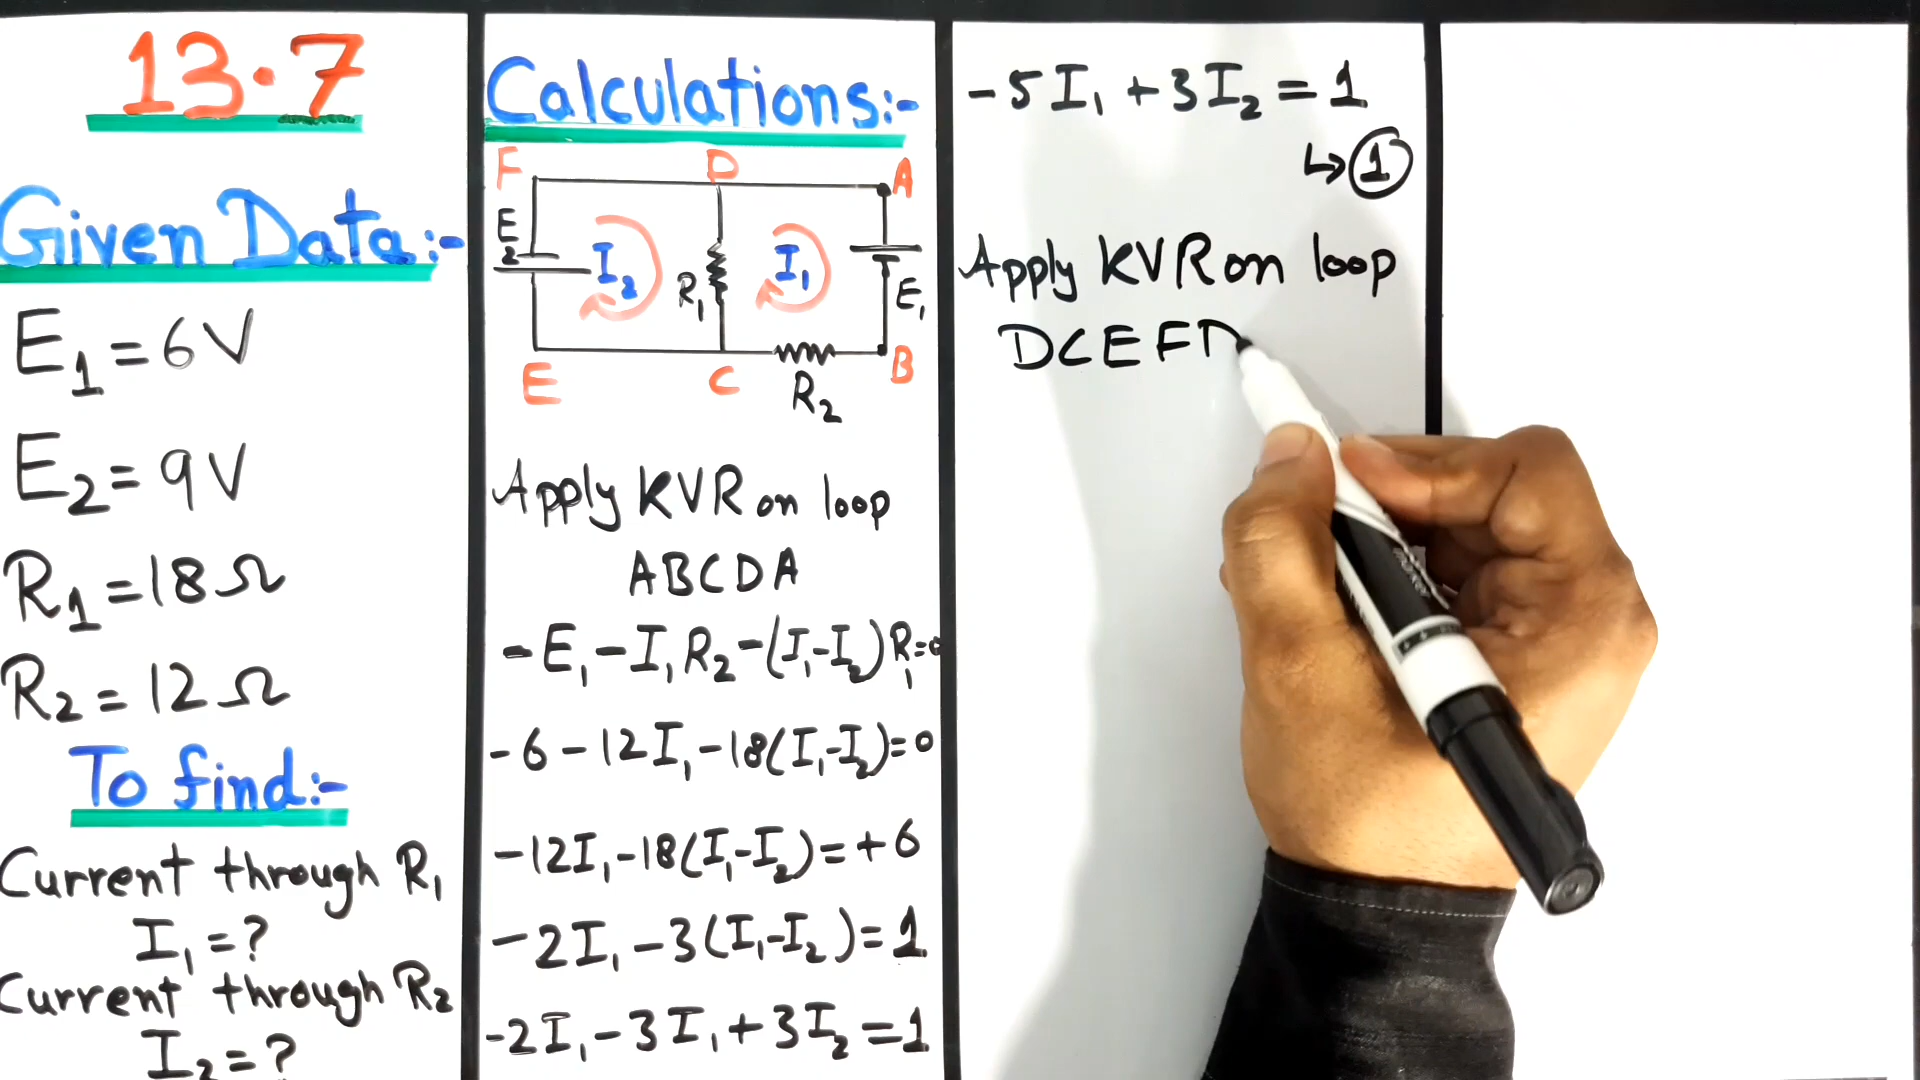 13.7
Given Data:-
E₁ = 6V
E₂ = 9V
R₁ = 18Ω
R₂ = 12Ω
To find:-
Current through R₁
I₁ = ?
Current through R₂
I₂ = ?
Calculations:-
F D A
E₂ I₂ R₁ I₁ E₁
E C B
R₂
Apply KVR on loop
ABCDA
-E₁ - I₁R₂ - (I₁-I₂)R₁ = 0
-6 - 12I₁ - 18(I₁-I₂) = 0
-12I₁ - 18(I₁-I₂) = +6
-2I₁ - 3(I₁-I₂) = 1
-2I₁ - 3I₁ + 3I₂ = 1
-5I₁ + 3I₂ = 1
↳ ①
Apply KVR on loop
DCEFD